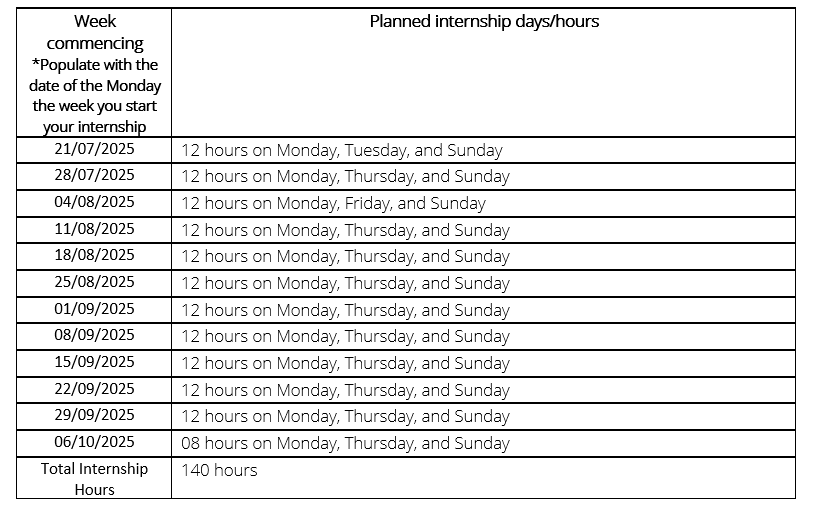 Week
commencing
*Populate with the
date of the Monday
the week you start
your internship
Planned internship days/hours
21/07/2025 12 hours on Monday, Tuesday, and Sunday
28/07/2025 12 hours on Monday, Thursday, and Sunday
04/08/2025 12 hours on Monday, Friday, and Sunday
11/08/2025 12 hours on Monday, Thursday, and Sunday
18/08/2025 12 hours on Monday, Thursday, and Sunday
25/08/2025 12 hours on Monday, Thursday, and Sunday
01/09/2025 12 hours on Monday, Thursday, and Sunday
08/09/2025 12 hours on Monday, Thursday, and Sunday
15/09/2025 12 hours on Monday, Thursday, and Sunday
22/09/2025 12 hours on Monday, Thursday, and Sunday
29/09/2025 12 hours on Monday, Thursday, and Sunday
06/10/2025 08 hours on Monday, Thursday, and Sunday
Total Internship
Hours
140 hours